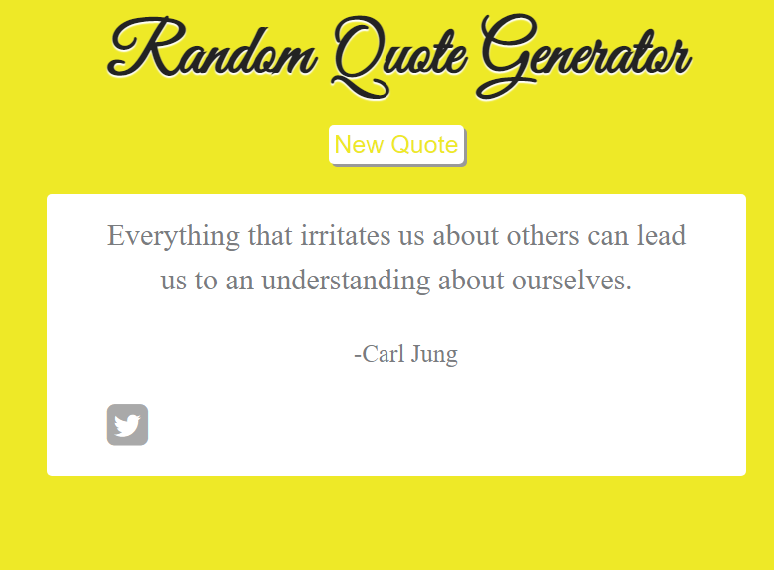 Random Quote Generator
New Quote
Everything that irritates us about others can lead
us to an understanding about ourselves.
-Carl Jung